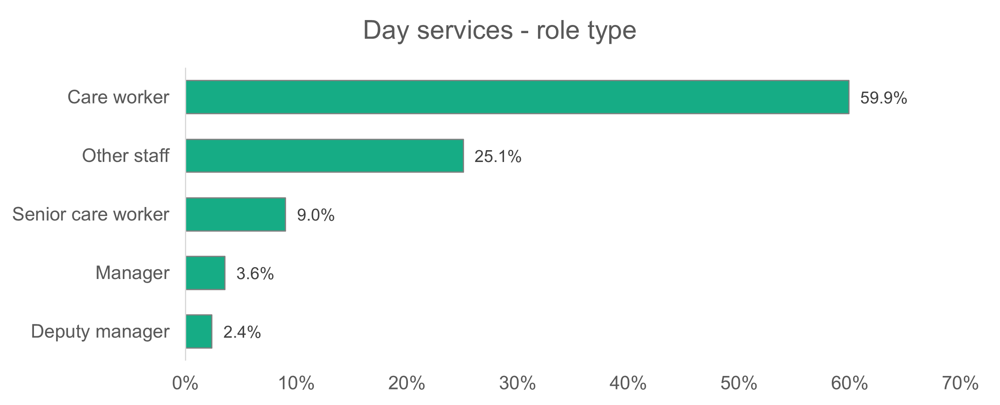 Day services - role type
Care worker
59.9%
Other staff
25.1%
Senior care worker
9.0%
Manager
3.6%
Deputy manager
2.4%
0% 10% 20% 30% 40% 50% 60% 70%